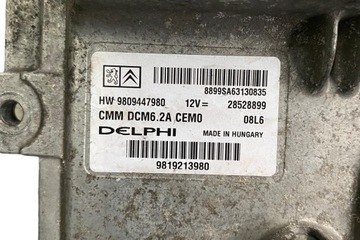 8899SA63130835
HW 9809447980 12V= 28528899
CMM DCM6.2A CEM0 08L6
DELPHI MADE IN HUNGARY
9819213980